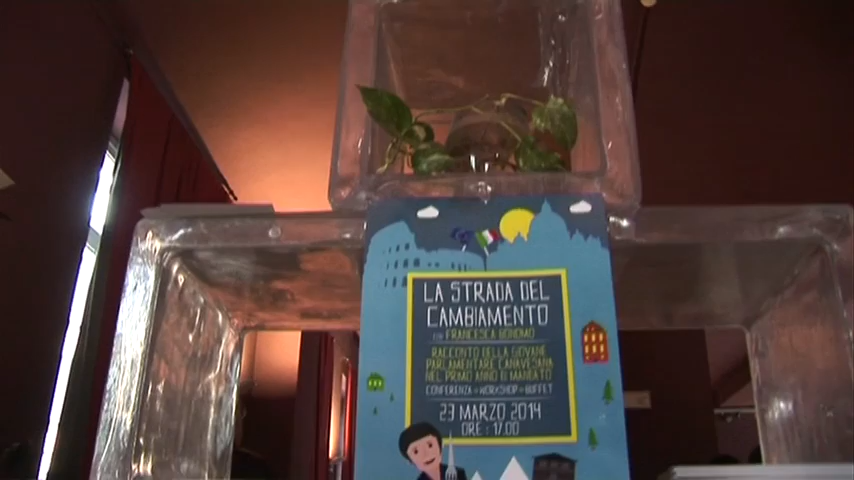 LA STRADA DEL
CAMBIAMENTO
CON FRANCESCA BONOMO
RACCONTO DELLA GIOVANE
PARLAMENTARE CANAVESANA
NEL PRIMO ANNO DI MANDATO
CONFERENZA WORKSHOP BUFFET
23 MARZO 2014
ORE : 17.00